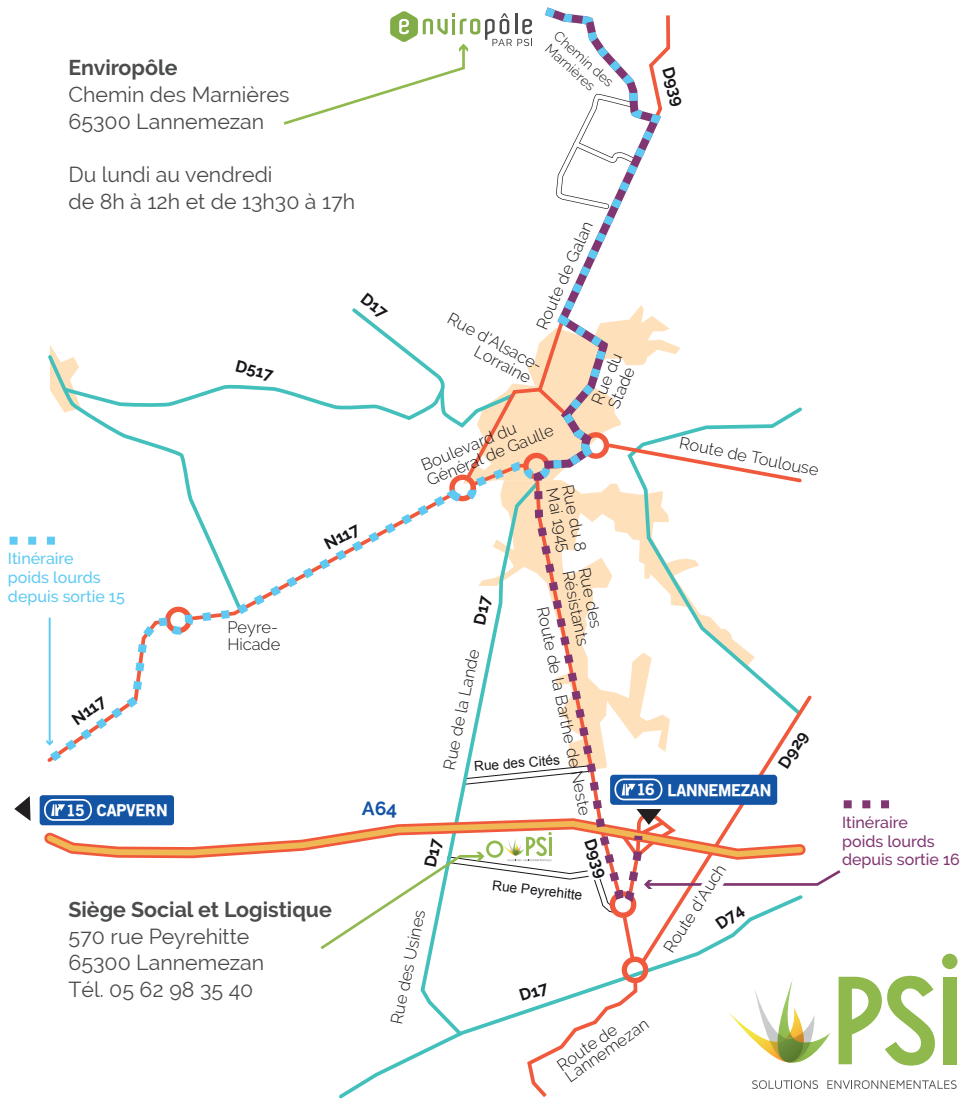 enviropôle
PAR PSI
Enviropôle
Chemin des Marnières
65300 Lannemezan
Du lundi au vendredi
de 8h à 12h et de 13h30 à 17h
Chemin des
Marnières
D939
Route de Galan
D17
Rue d'Alsace-
Lorraine
Rue du
Stade
D517
Boulevard du
Général de Gaulle
Route de Toulouse
N117
Rue du 8
Mai 1945
Itinéraire
poids lourds
depuis sortie 15
Rue des
Résistants
D17
Peyre-
Hicade
Route de la Barthe de Neste
Rue de la Lande
N117
D929
Rue des Cités
15 CAPVERN
A64
16 LANNEMEZAN
Itinéraire
poids lourds
depuis sortie 16
D17
PSI
D939
Rue Peyrehitte
Route d'Auch
Siège Social et Logistique
570 rue Peyrehitte
65300 Lannemezan
Tél. 05 62 98 35 40
Rue des Usines
D74
D17
Route de
Lannemezan
PSI
SOLUTIONS ENVIRONNEMENTALES